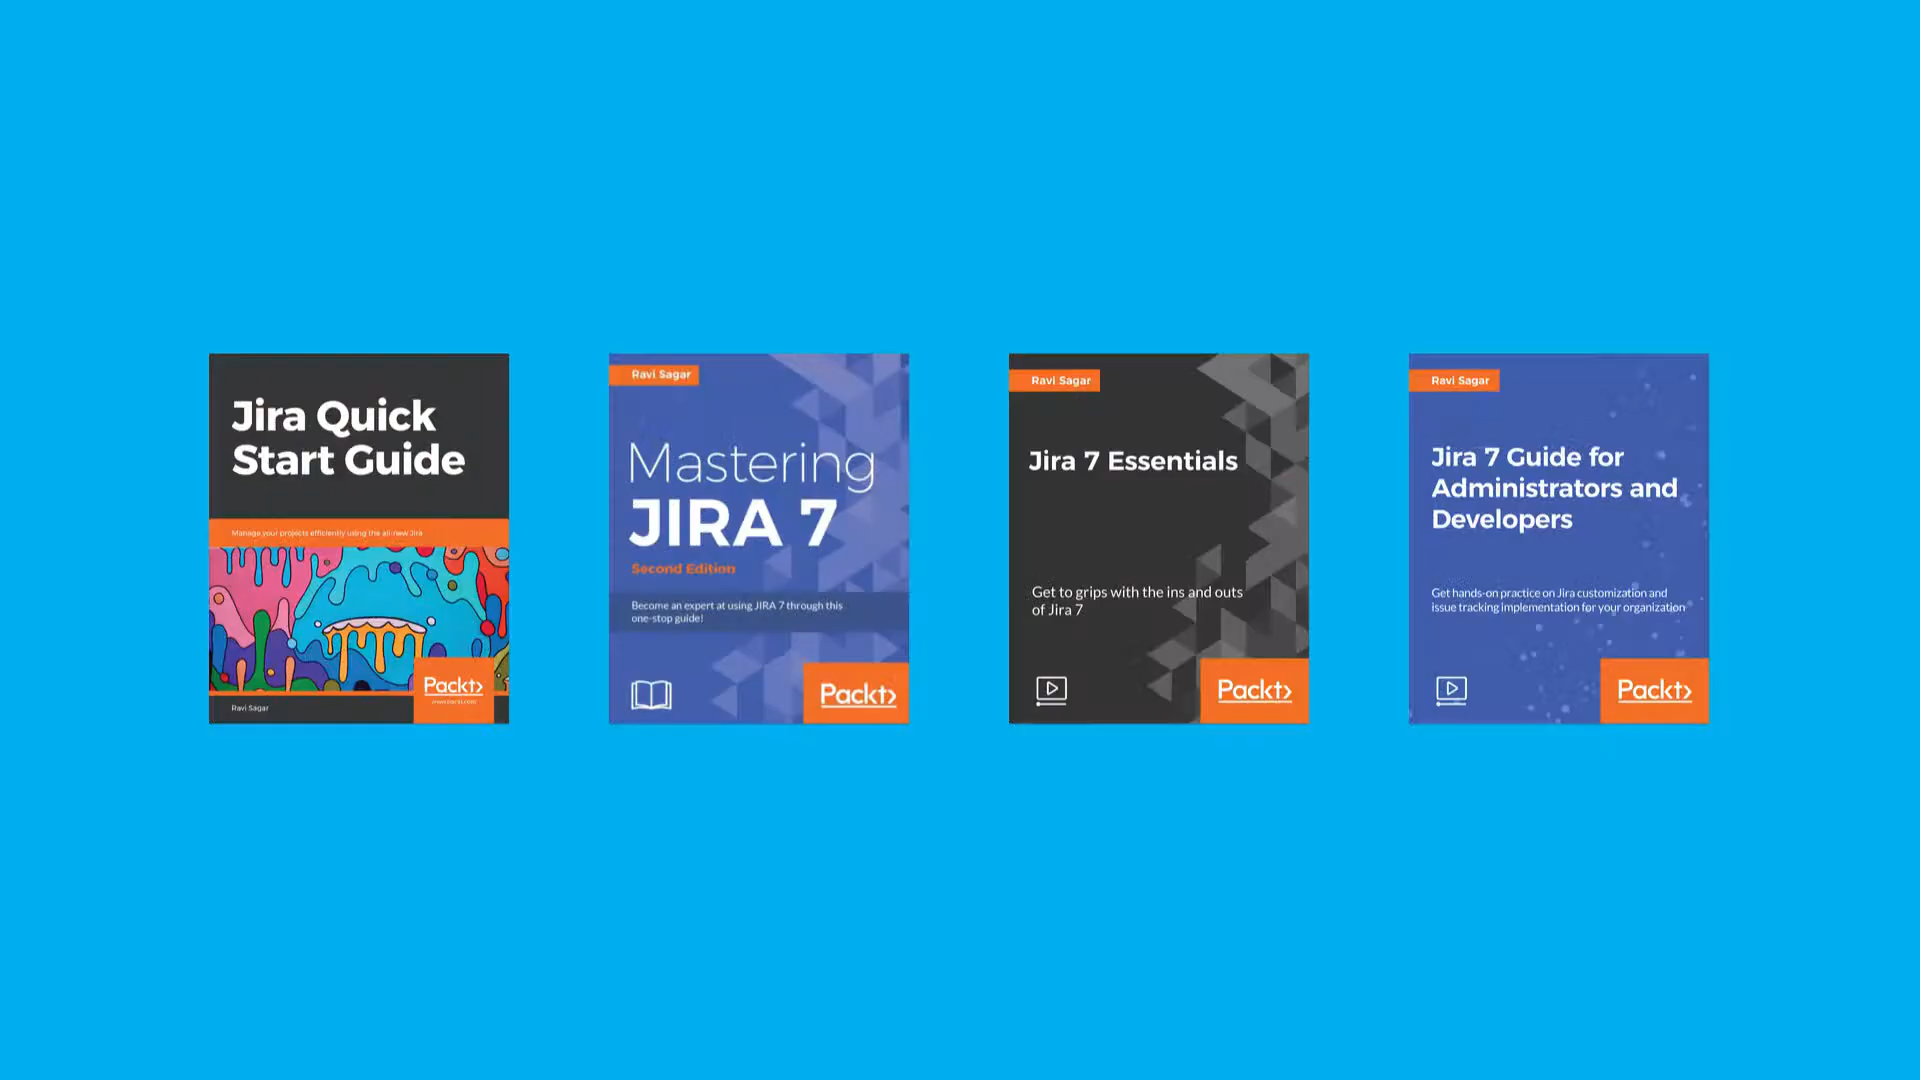 Jira Quick
Start Guide
Manage your projects efficiently using the all-new Jira
Packt>
Ravi Sagar
Ravi Sagar
Mastering
JIRA 7
Second Edition
Become an expert at using JIRA 7 through this
one-stop guide!
Packt>
Ravi Sagar
Jira 7 Essentials
Get to grips with the ins and outs
of Jira 7
Packt>
Ravi Sagar
Jira 7 Guide for
Administrators and
Developers
Get hands-on practice on Jira customization and
issue tracking implementation for your organization
Packt>